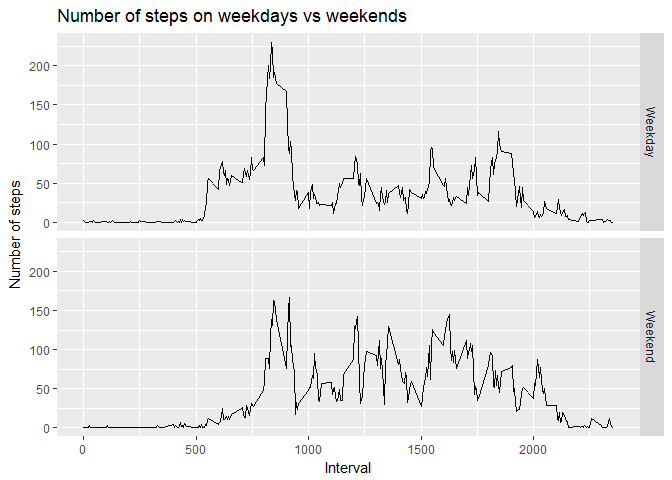 Number of steps on weekdays vs weekends
Number of steps
200
150
100
50
0
Weekday
200
150
100
50
0
Weekend
0 500 1000 1500 2000
Interval